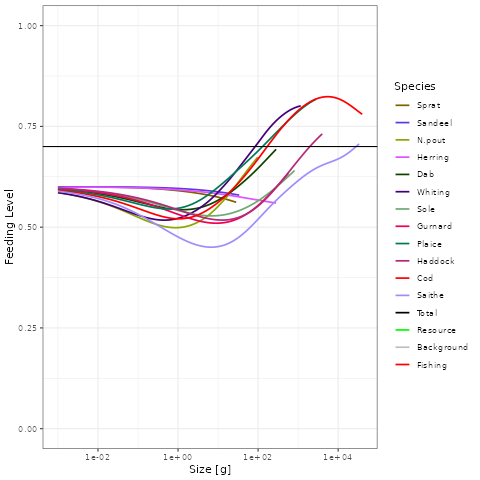 1.00
0.75
0.50
0.25
0.00
Feeding Level
1e-02 1e+00 1e+02 1e+04
Size [g]
Species
Sprat
Sandeel
N.pout
Herring
Dab
Whiting
Sole
Gurnard
Plaice
Haddock
Cod
Saithe
Total
Resource
Background
Fishing